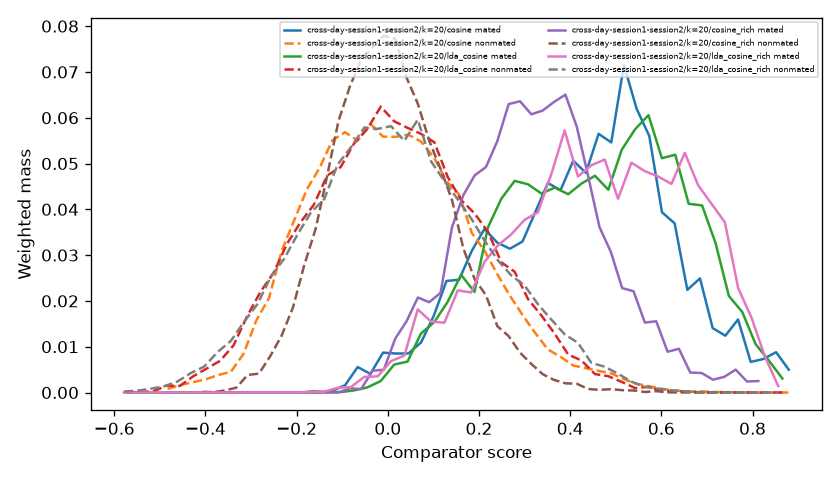 0.08
0.07
0.06
0.05
0.04
0.03
0.02
0.01
0.00
Weighted mass
cross-day-session1-session2/k=20/cosine mated
cross-day-session1-session2/k=20/cosine nonmated
cross-day-session1-session2/k=20/lda_cosine mated
cross-day-session1-session2/k=20/lda_cosine nonmated
cross-day-session1-session2/k=20/cosine_rich mated
cross-day-session1-session2/k=20/cosine_rich nonmated
cross-day-session1-session2/k=20/lda_cosine_rich mated
cross-day-session1-session2/k=20/lda_cosine_rich nonmated
−0.6 −0.4 −0.2 0.0 0.2 0.4 0.6 0.8
Comparator score